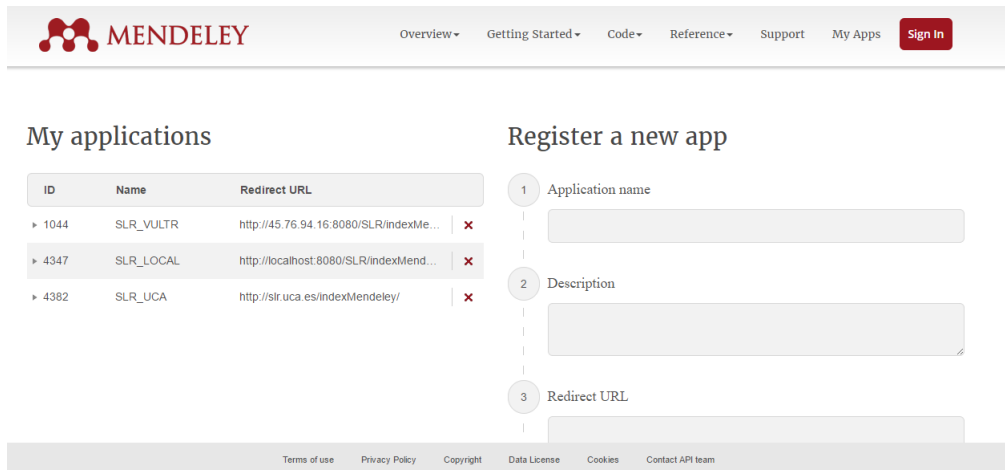 MENDELEY
Overview Getting Started Code Reference Support My Apps Sign In
My applications
ID Name Redirect URL
1044 SLR_VULTR http://45.76.94.16:8080/SLR/indexMe...
4347 SLR_LOCAL http://localhost:8080/SLR/indexMend...
4382 SLR_UCA http://slr.uca.es/indexMendeley/
Register a new app
1 Application name
2 Description
3 Redirect URL
Terms of use Privacy Policy Copyright Data License Cookies Contact API team